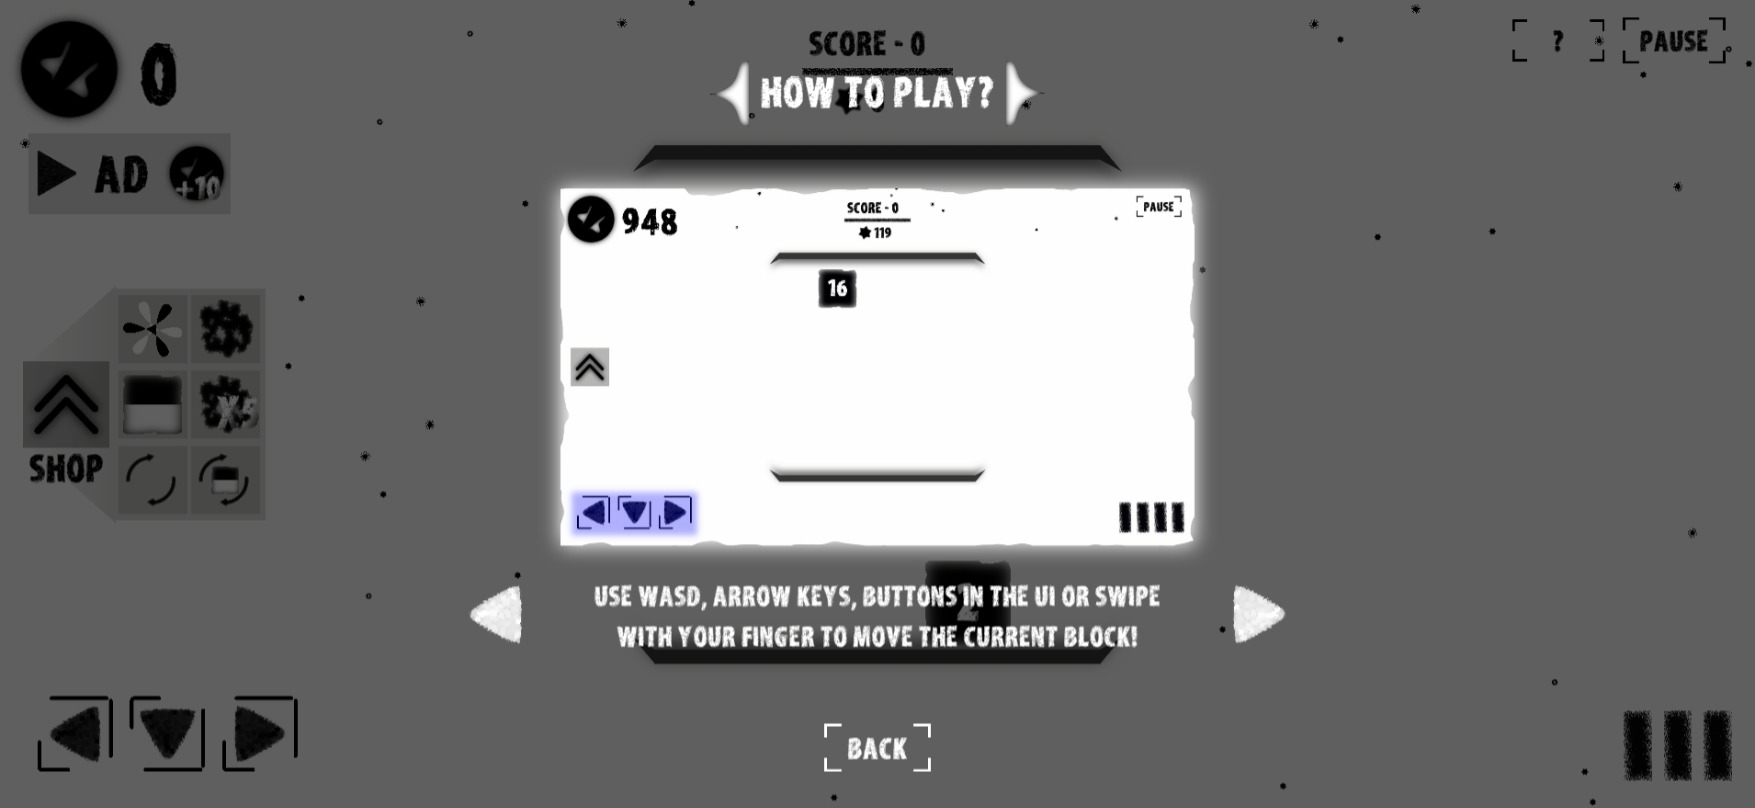 0
SCORE - 0
?
PAUSE
HOW TO PLAY?
AD
+10
948
SCORE - 0
119
PAUSE
16
X5
SHOP
2
USE WASD, ARROW KEYS, BUTTONS IN THE UI OR SWIPE
WITH YOUR FINGER TO MOVE THE CURRENT BLOCK!
BACK